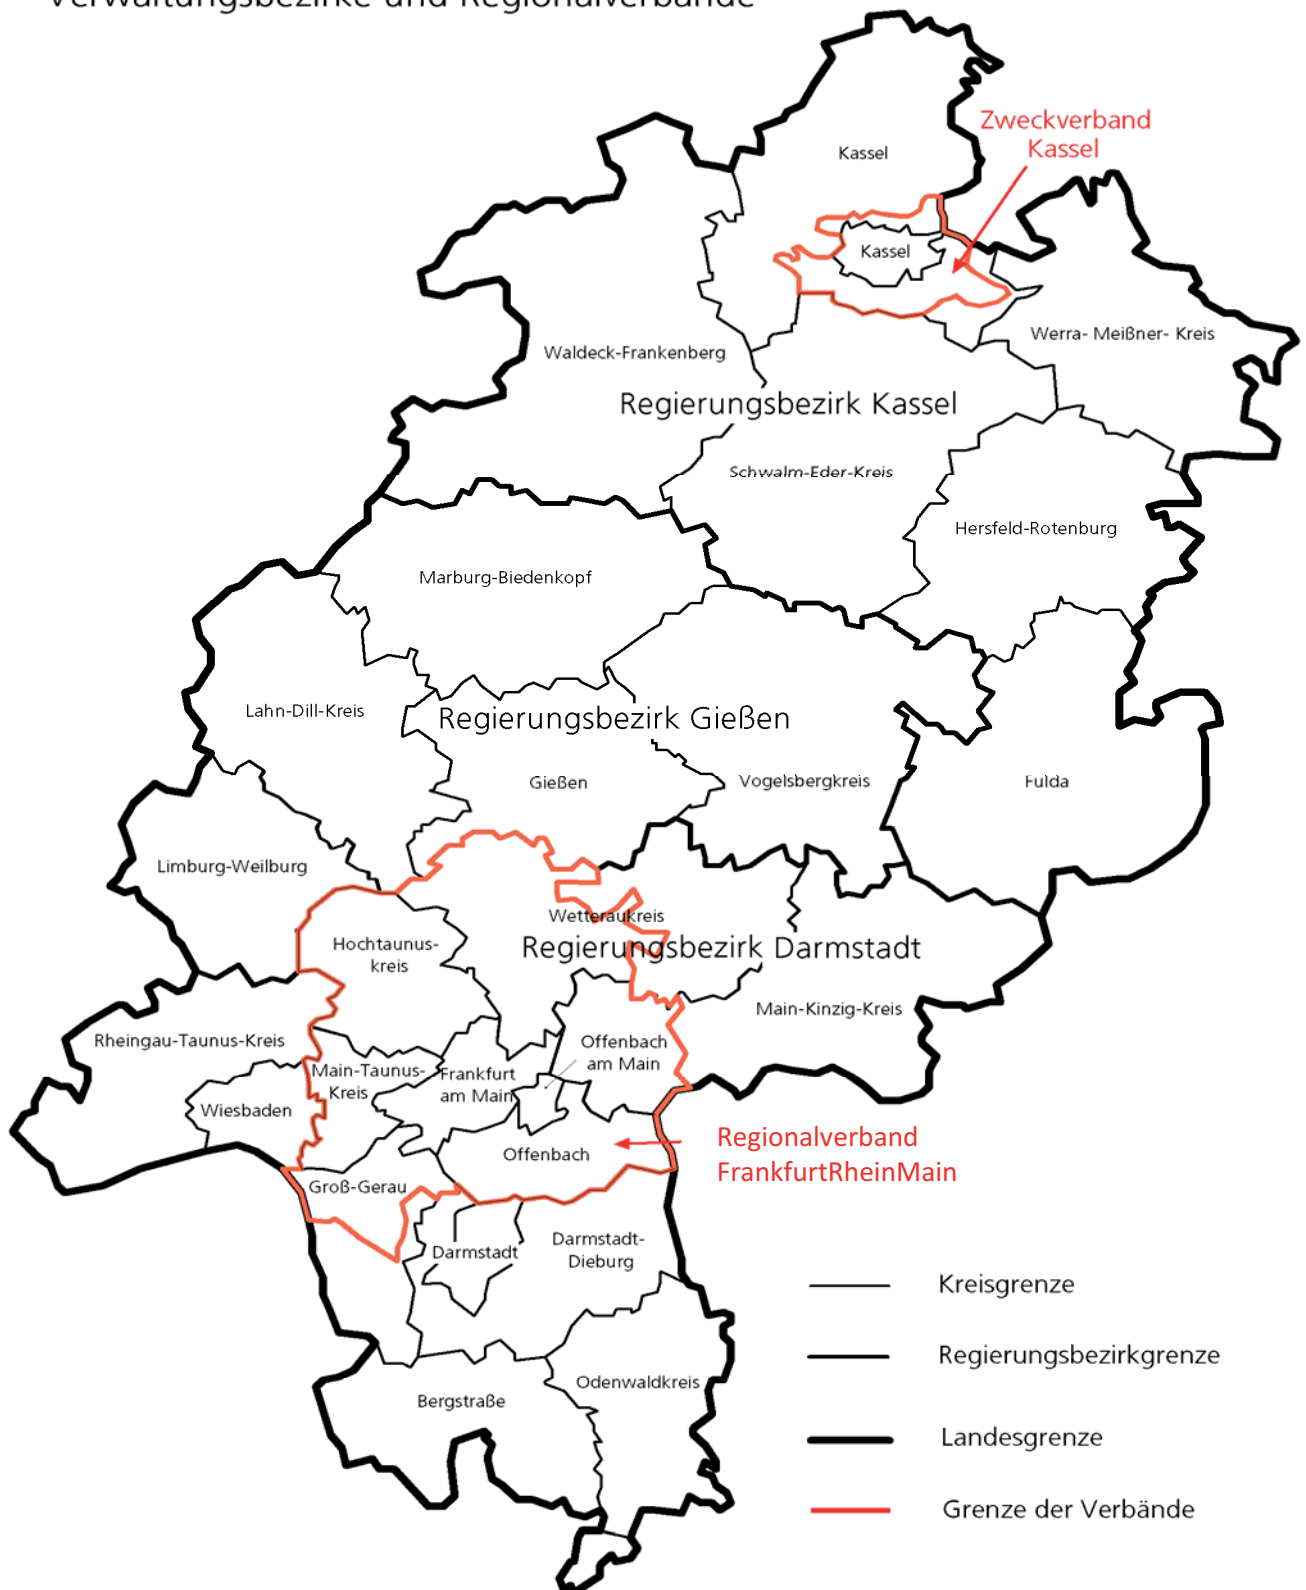 Verwaltungsbezirke und Regionalverbände
Zweckverband
Kassel
Kassel
Kassel
Werra- Meißner- Kreis
Waldeck-Frankenberg
Regierungsbezirk Kassel
Schwalm-Eder-Kreis
Hersfeld-Rotenburg
Marburg-Biedenkopf
Lahn-Dill-Kreis
Regierungsbezirk Gießen
Gießen
Vogelsbergkreis
Fulda
Limburg-Weilburg
Wetteraukreis
Hochtaunus-
kreis
Regierungsbezirk Darmstadt
Main-Kinzig-Kreis
Rheingau-Taunus-Kreis
Offenbach
am Main
Main-Taunus-
Kreis
Frankfurt
am Main
Wiesbaden
Offenbach
Regionalverband
FrankfurtRheinMain
Groß-Gerau
Darmstadt
Darmstadt-
Dieburg
Kreisgrenze
Regierungsbezirkgrenze
Odenwaldkreis
Bergstraße
Landesgrenze
Grenze der Verbände